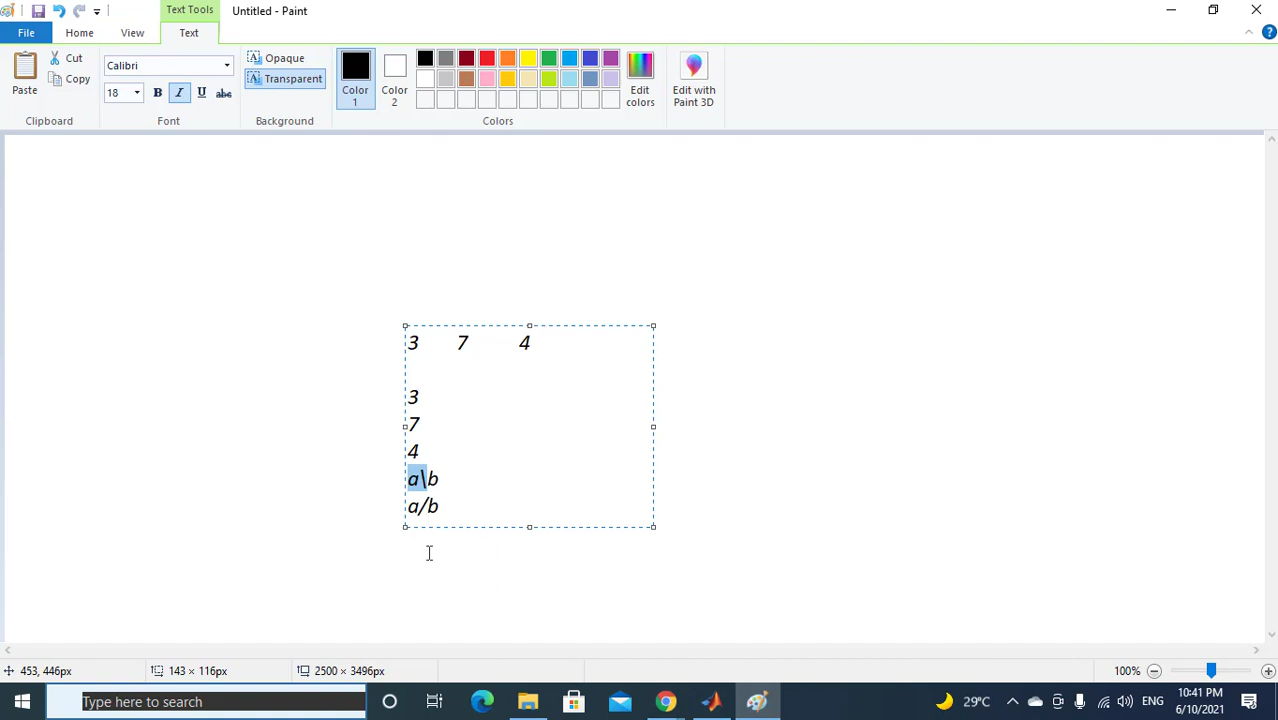 Text Tools
Untitled - Paint
File
Home
View
Text
Paste
Cut
Copy
Clipboard
Calibri
18
B
I
U
abc
Font
Opaque
Transparent
Background
Color 1
Color 2
Edit colors
Colors
Edit with Paint 3D
3 7 4
3
7
4
a\b
a/b
453, 446px
143 × 116px
2500 × 3496px
100%
Type here to search
29°C
ENG
10:41 PM
6/10/2021